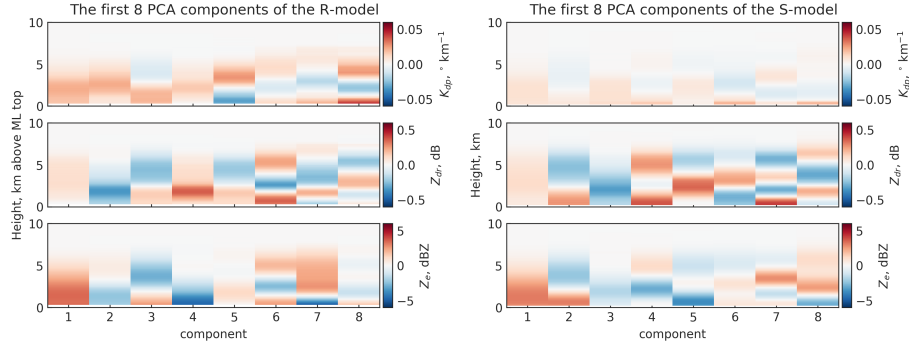 The first 8 PCA components of the R-model
10
5
0
0.05
0.00
−0.05
K_dp, ° km⁻¹
10
5
0
0.5
0.0
−0.5
Z_dr, dB
10
5
0
5
0
−5
Z_e, dBZ
Height, km above ML top
1 2 3 4 5 6 7 8
component
The first 8 PCA components of the S-model
10
5
0
0.05
0.00
−0.05
K_dp, ° km⁻¹
10
5
0
0.5
0.0
−0.5
Z_dr, dB
10
5
0
5
0
−5
Z_e, dBZ
Height, km
1 2 3 4 5 6 7 8
component